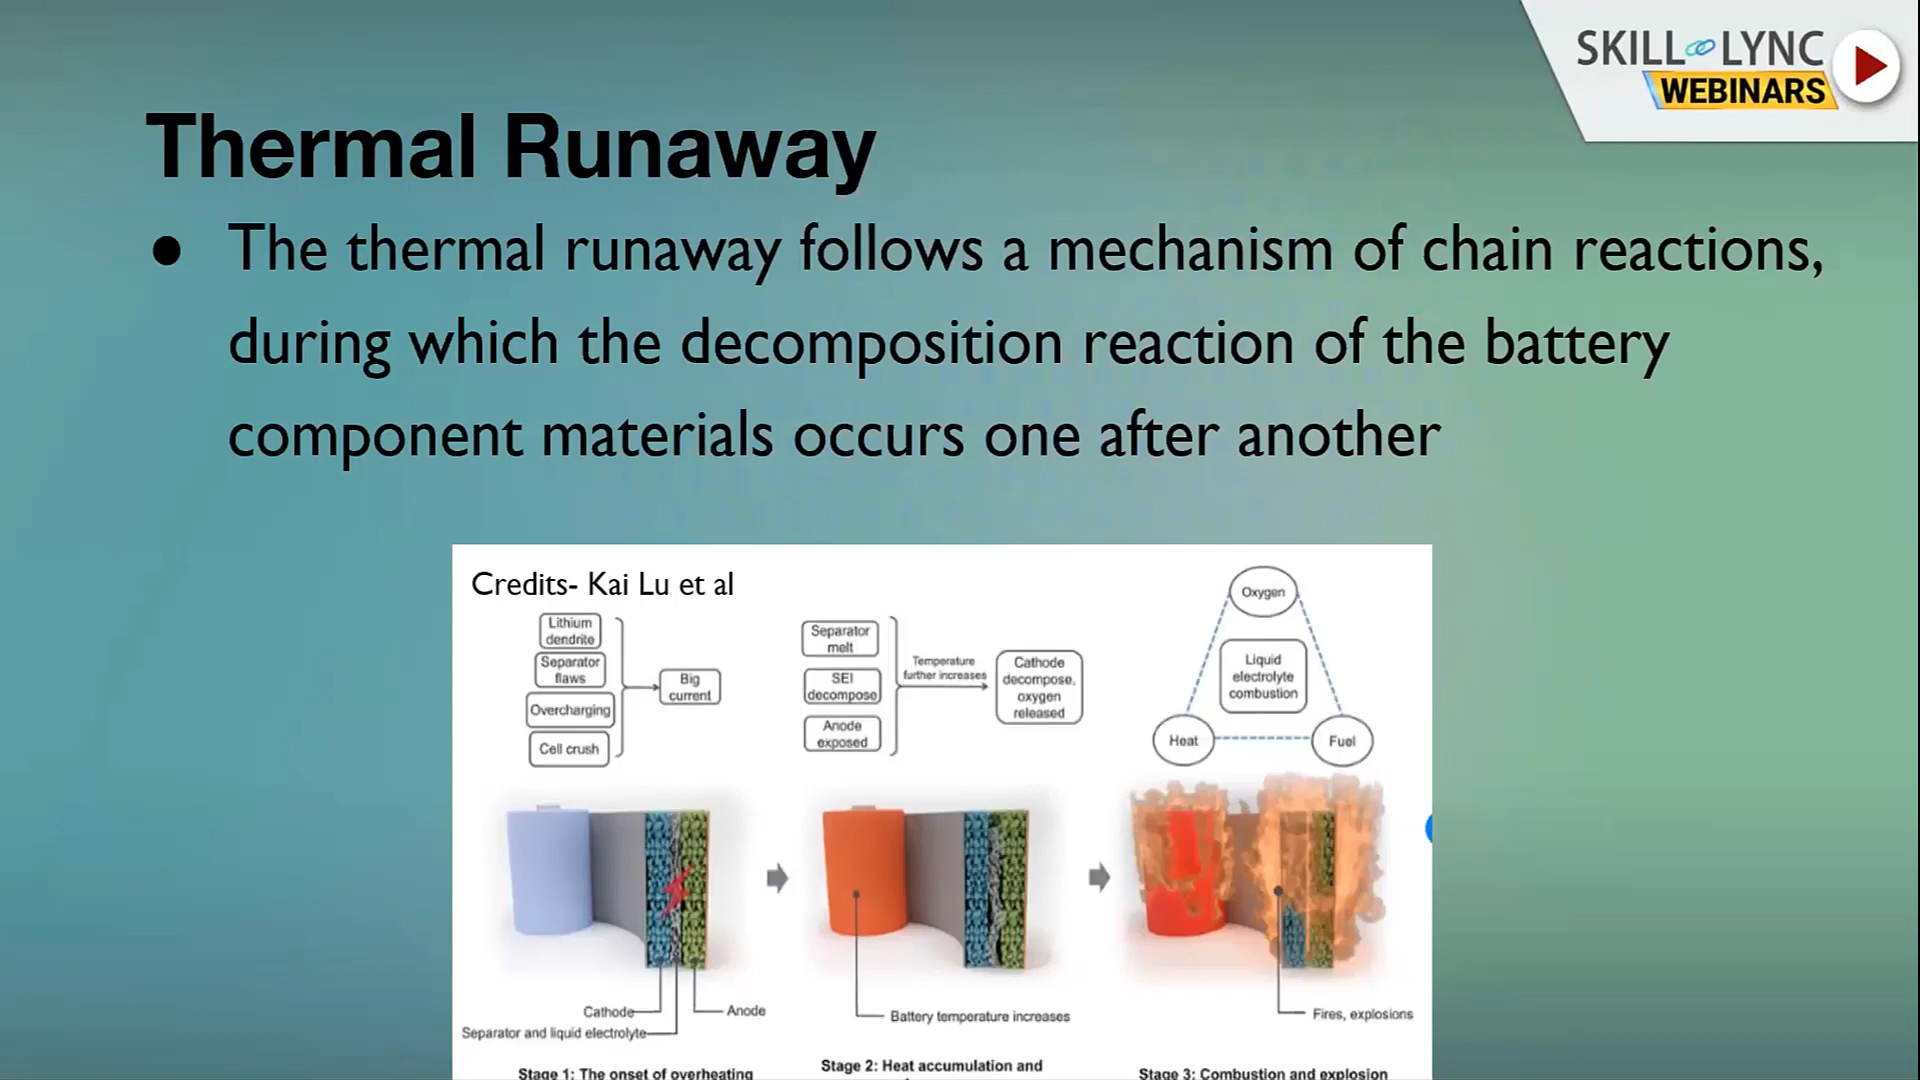 SKILL LYNC
WEBINARS
Thermal Runaway
● The thermal runaway follows a mechanism of chain reactions,
during which the decomposition reaction of the battery
component materials occurs one after another
Credits- Kai Lu et al
Lithium
dendrite
Separator
flaws
Overcharging
Cell crush
Big
current
Separator
melt
SEI
decompose
Anode
exposed
Temperature
further increases
Cathode
decompose,
oxygen
released
Oxygen
Liquid
electrolyte
combustion
Heat
Fuel
Cathode
Anode
Separator and liquid electrolyte
Battery temperature increases
Fires, explosions
Stage 1: The onset of overheating
Stage 2: Heat accumulation and
Stage 3: Combustion and explosion